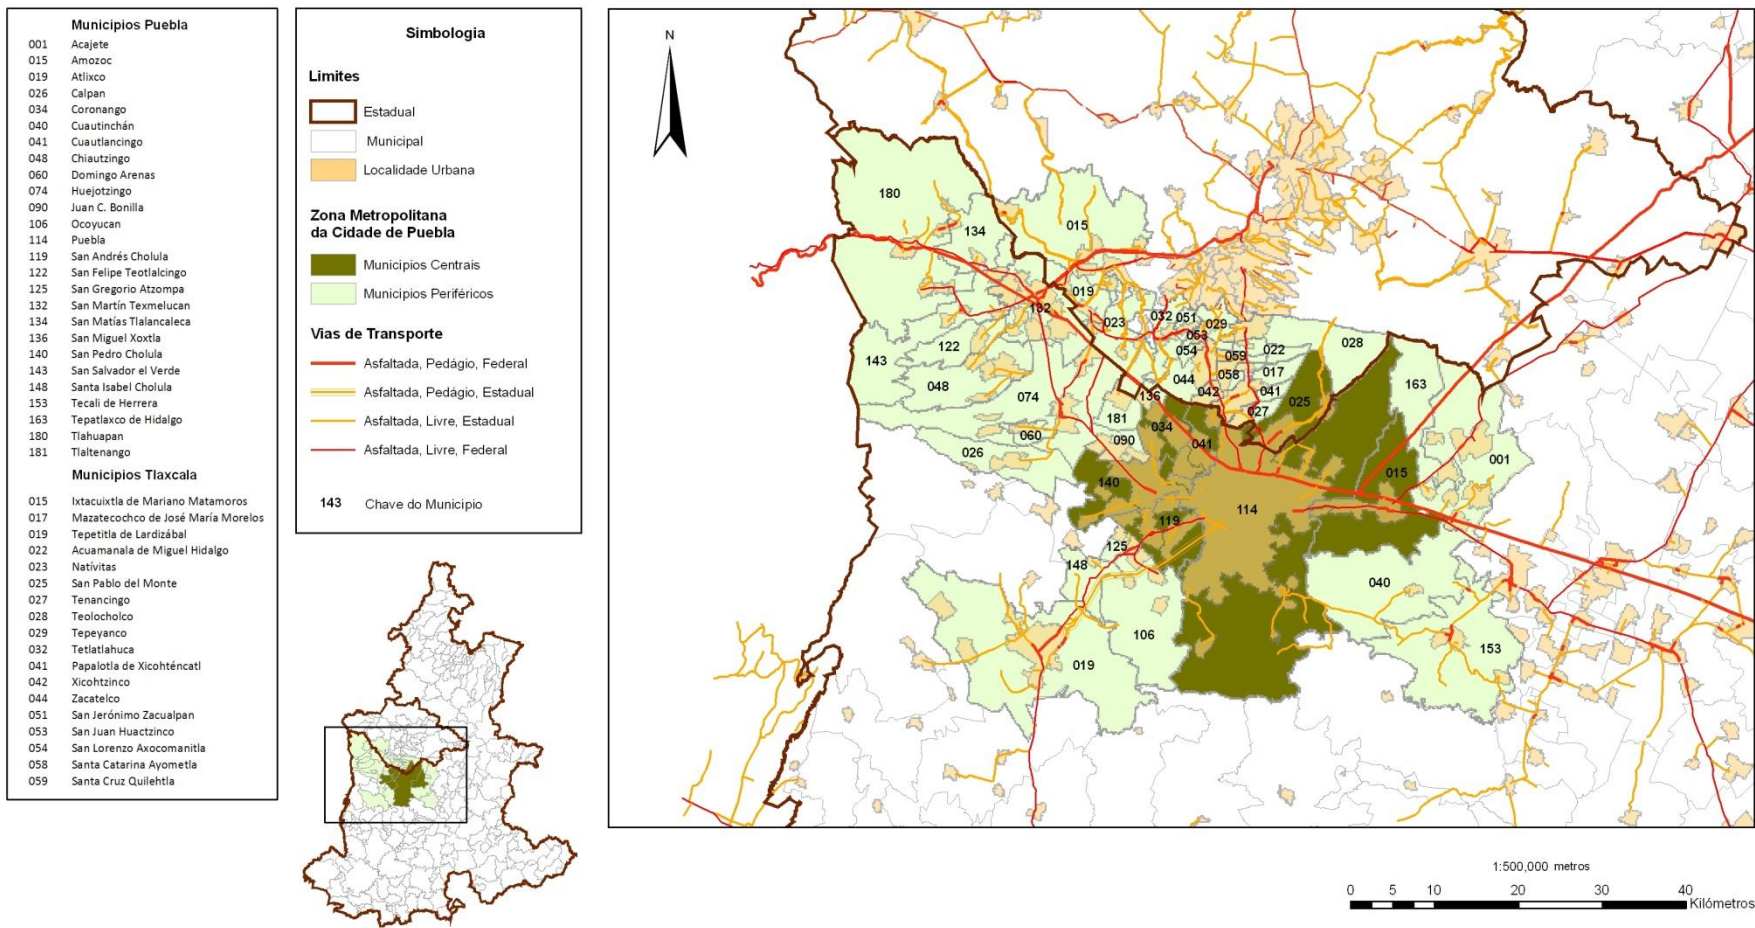 Municipios Puebla
001 Acajete
015 Amozoc
019 Atlixco
026 Calpan
034 Coronango
040 Cuautinchán
041 Cuautlancingo
048 Chiautzingo
060 Domingo Arenas
074 Huejotzingo
090 Juan C. Bonilla
106 Ocoyucan
114 Puebla
119 San Andrés Cholula
122 San Felipe Teotlalcingo
125 San Gregorio Atzompa
132 San Martín Texmelucan
134 San Matías Tlalancaleca
136 San Miguel Xoxtla
140 San Pedro Cholula
143 San Salvador el Verde
148 Santa Isabel Cholula
153 Tecali de Herrera
163 Tepatlaxco de Hidalgo
180 Tlahuapan
181 Tlaltenango
Municipios Tlaxcala
015 Ixtacuixtla de Mariano Matamoros
017 Mazatecochco de José María Morelos
019 Tepetitla de Lardizábal
022 Acuamanala de Miguel Hidalgo
023 Natívitas
025 San Pablo del Monte
027 Tenancingo
028 Teolocholco
029 Tepeyanco
032 Tetlatlahuca
041 Papalotla de Xicohténcatl
042 Xicohtzinco
044 Zacatelco
051 San Jerónimo Zacualpan
053 San Juan Huactzinco
054 San Lorenzo Axocomanitla
058 Santa Catarina Ayometla
059 Santa Cruz Quilehtla
Simbologia
Limites
Estadual
Municipal
Localidade Urbana
Zona Metropolitana
da Cidade de Puebla
Municipios Centrais
Municipios Periféricos
Vias de Transporte
Asfaltada, Pedágio, Federal
Asfaltada, Pedágio, Estadual
Asfaltada, Livre, Estadual
Asfaltada, Livre, Federal
143 Chave do Municipio
N
180
134
015
019
132
023
032
051
029
053
054
059
022
028
143
122
058
017
163
048
044
042
041
074
136
025
027
181
034
060
090
041
026
001
140
015
119
114
125
148
040
106
153
019
1:500,000 metros
0 5 10 20 30 40
Kilómetros